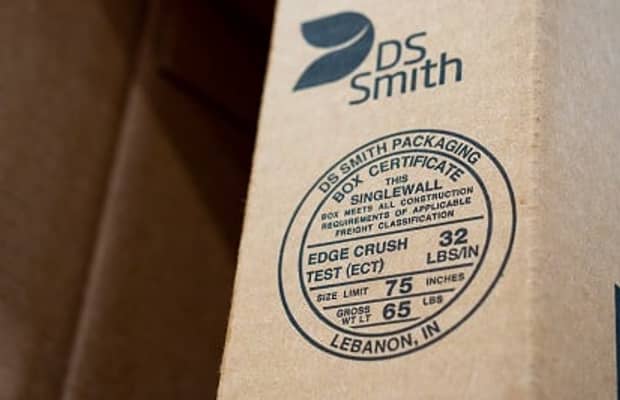 DS
Smith
DS SMITH PACKAGING
BOX CERTIFICATE
THIS
SINGLEWALL
BOX MEETS ALL CONSTRUCTION
REQUIREMENTS OF APPLICABLE
FREIGHT CLASSIFICATION
EDGE CRUSH
TEST (ECT)
32
LBS/IN
SIZE LIMIT 75 INCHES
GROSS
WT LT
65 LBS
LEBANON, IN